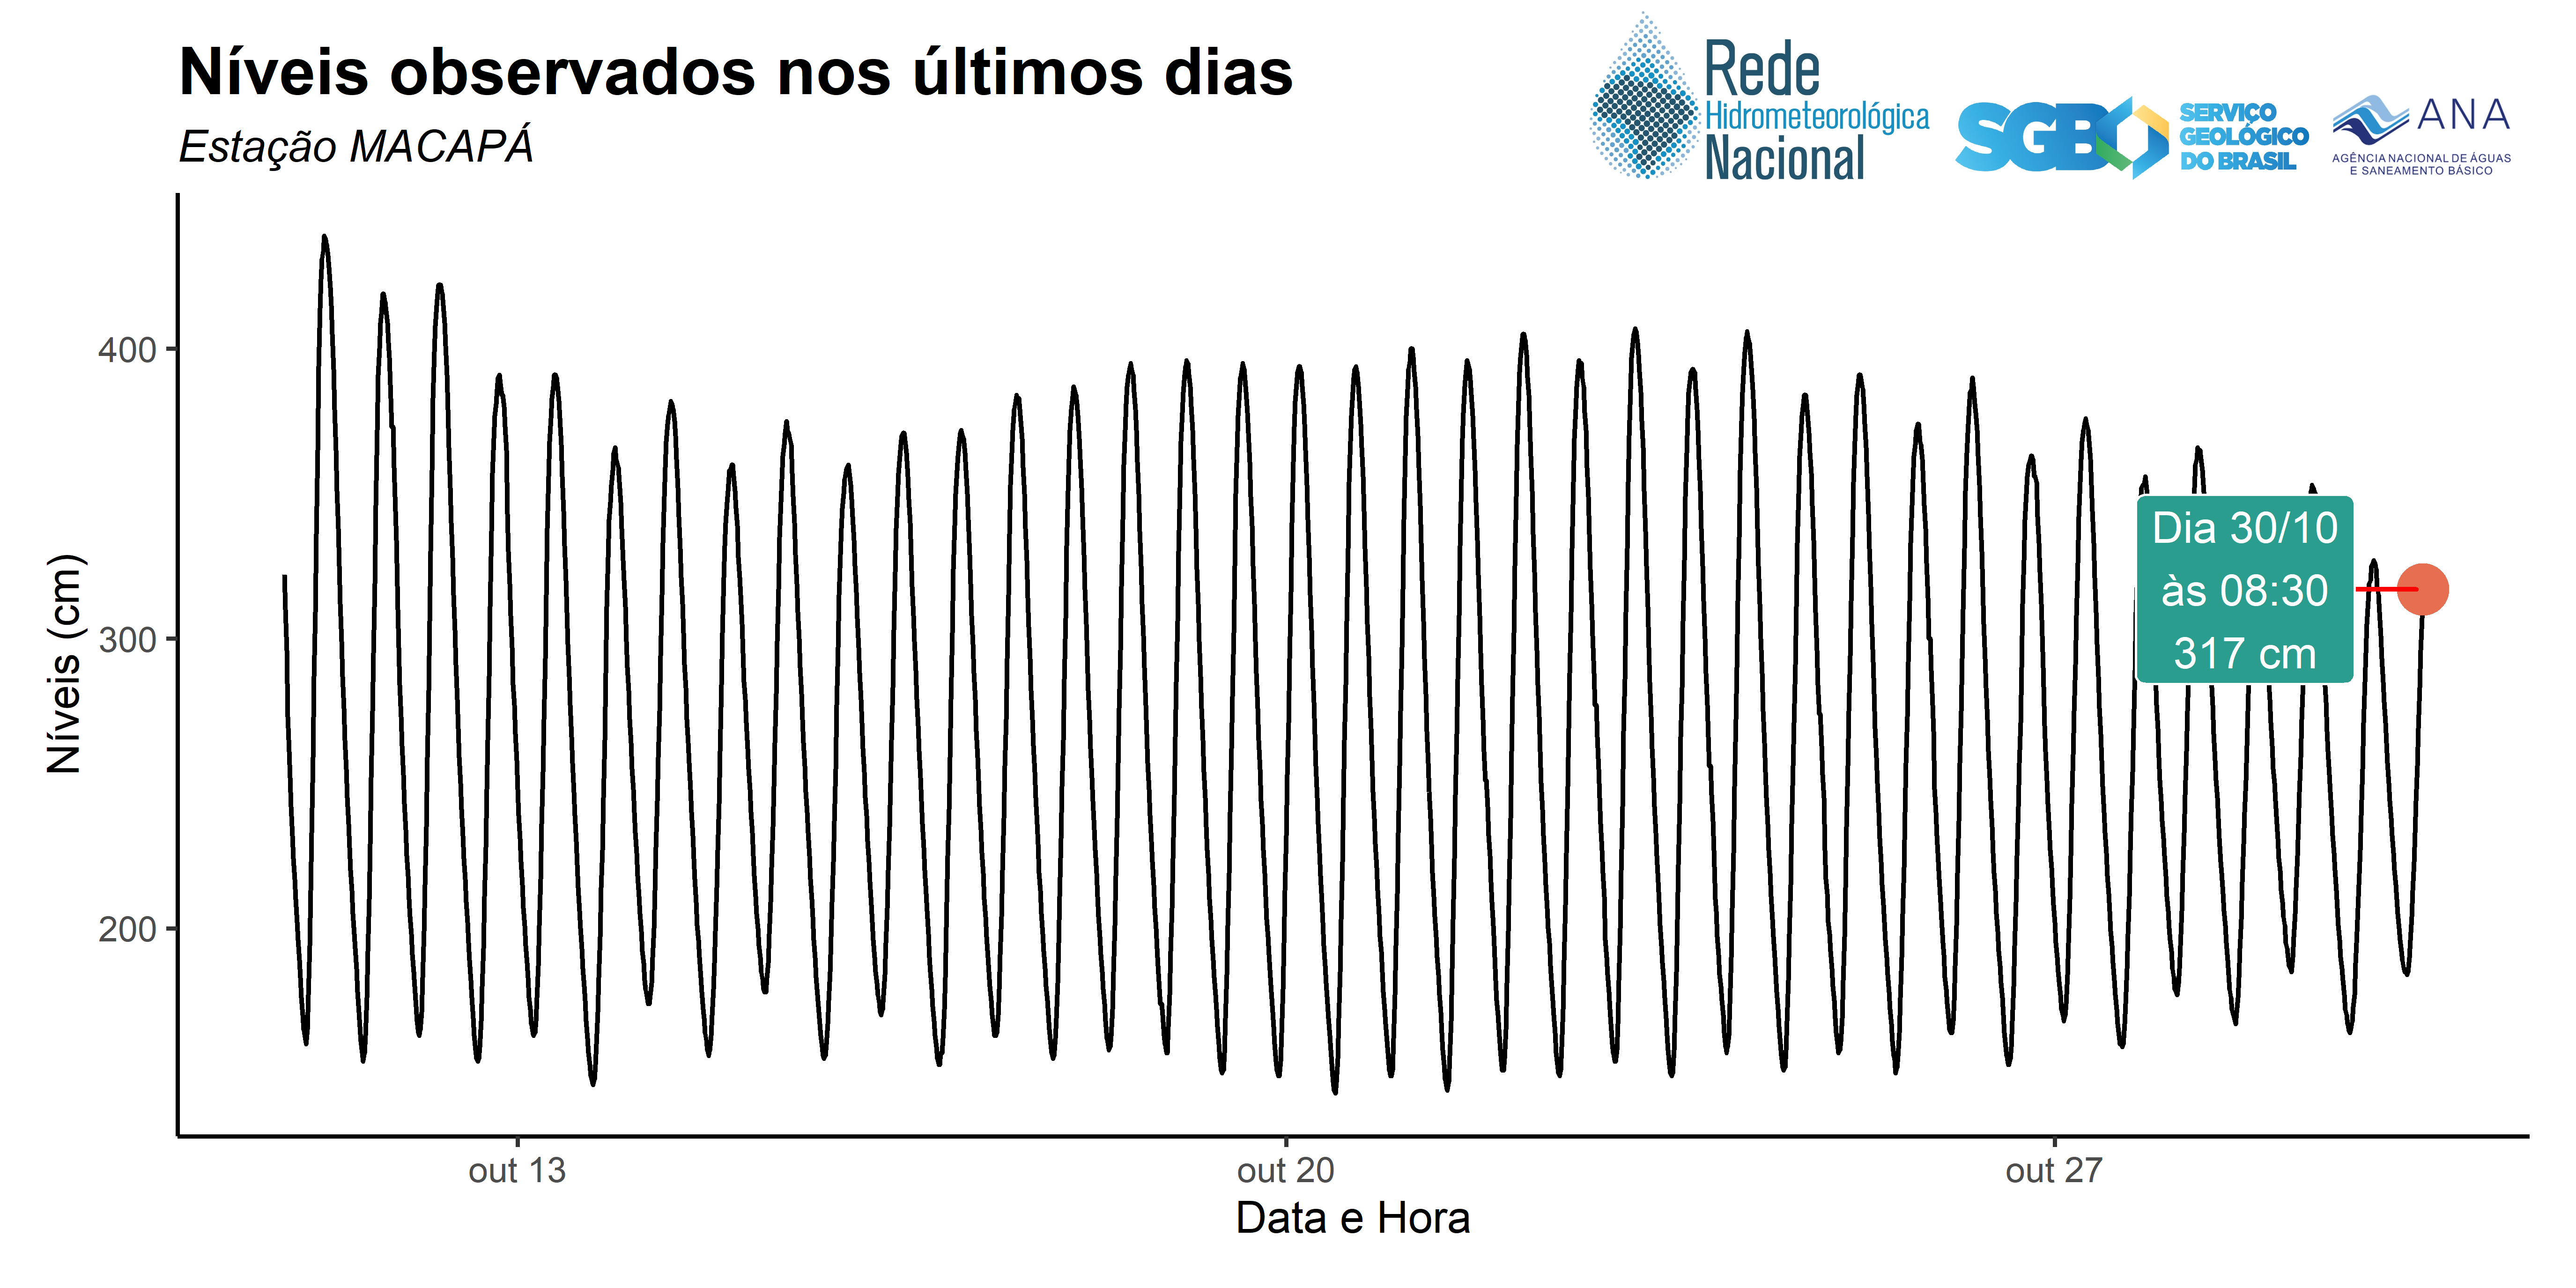 Níveis observados nos últimos dias
Estação MACAPÁ
Rede
Hidrometeorológica
Nacional
SGB
SERVIÇO
GEOLÓGICO
DO BRASIL
ANA
AGÊNCIA NACIONAL DE ÁGUAS
E SANEAMENTO BÁSICO
Níveis (cm)
400
300
200
Dia 30/10
às 08:30
317 cm
out 13
out 20
out 27
Data e Hora